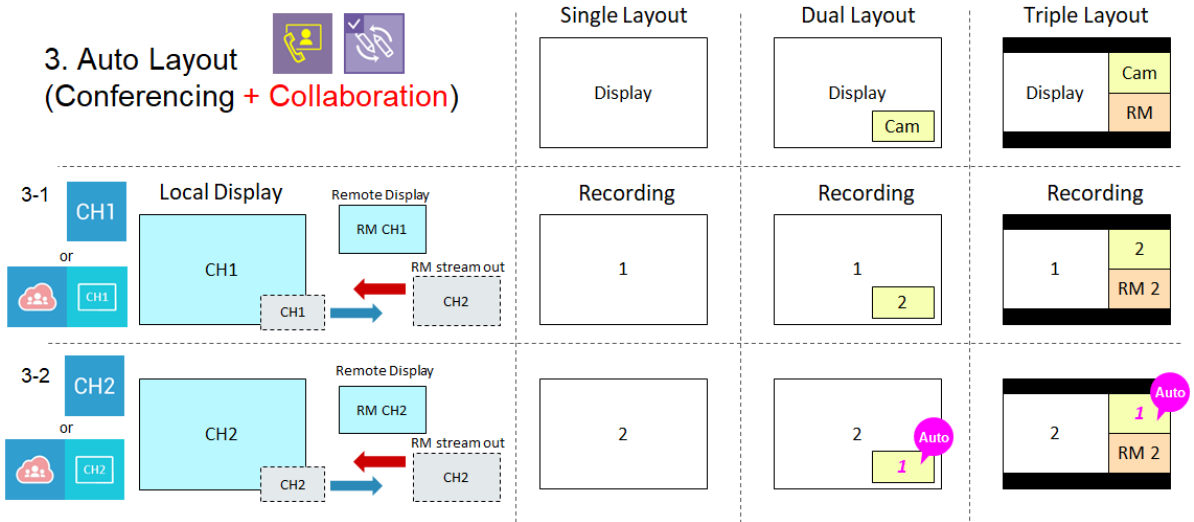 3. Auto Layout
(Conferencing + Collaboration)
Single Layout
Dual Layout
Triple Layout
Display
Display
Cam
Display
Cam
RM
3-1
CH1
or
CH1
Local Display
CH1
CH1
Remote Display
RM CH1
RM stream out
CH2
Recording
1
Recording
1
2
Recording
1
2
RM 2
3-2
CH2
or
CH2
CH2
CH2
Remote Display
RM CH2
RM stream out
CH2
2
2
Auto
1
2
Auto
1
RM 2